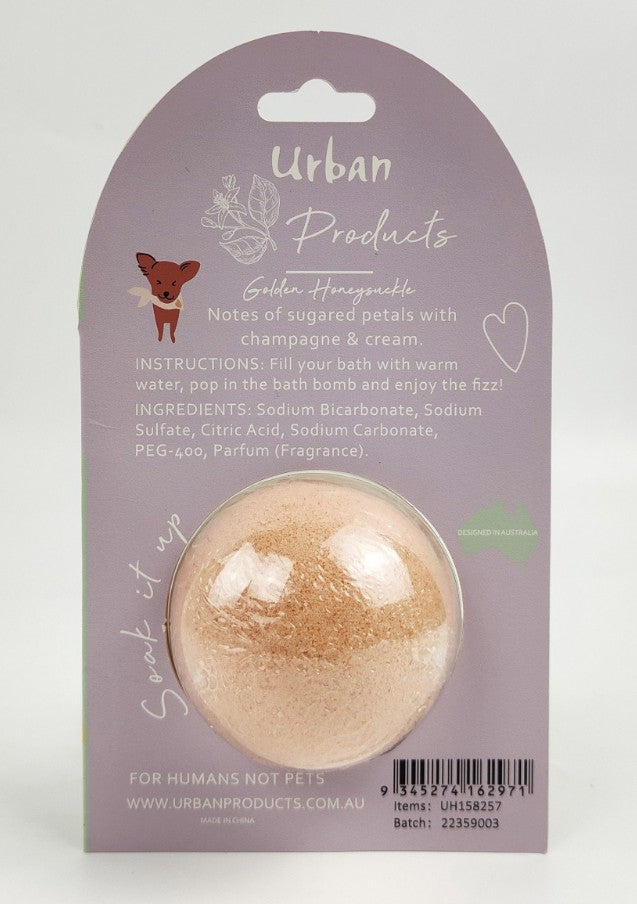 Urban
Products
Golden Honeysuckle
Notes of sugared petals with
champagne & cream.
INSTRUCTIONS: Fill your bath with warm
water, pop in the bath bomb and enjoy the fizz!
INGREDIENTS: Sodium Bicarbonate, Sodium
Sulfate, Citric Acid, Sodium Carbonate,
PEG-400, Parfum (Fragrance).
Soak it up
DESIGNED IN AUSTRALIA
FOR HUMANS NOT PETS
WWW.URBANPRODUCTS.COM.AU
MADE IN CHINA
9 345274 162971
Items: UH158257
Batch: 22359003